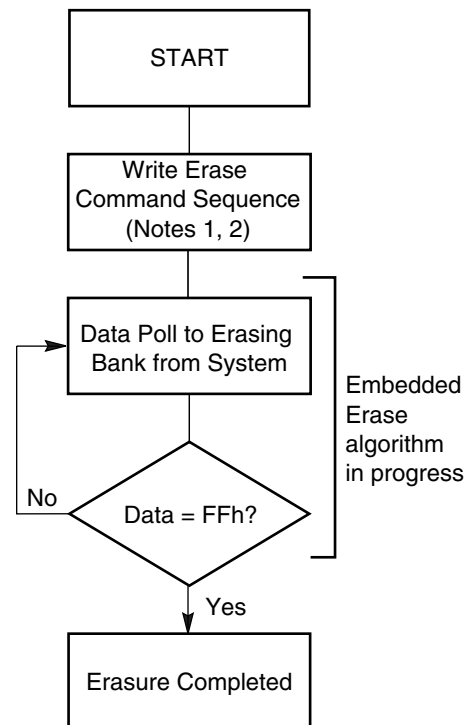 START
Write Erase
Command Sequence
(Notes 1, 2)
Data Poll to Erasing
Bank from System
Embedded
Erase
algorithm
in progress
No
Data = FFh?
Yes
Erasure Completed